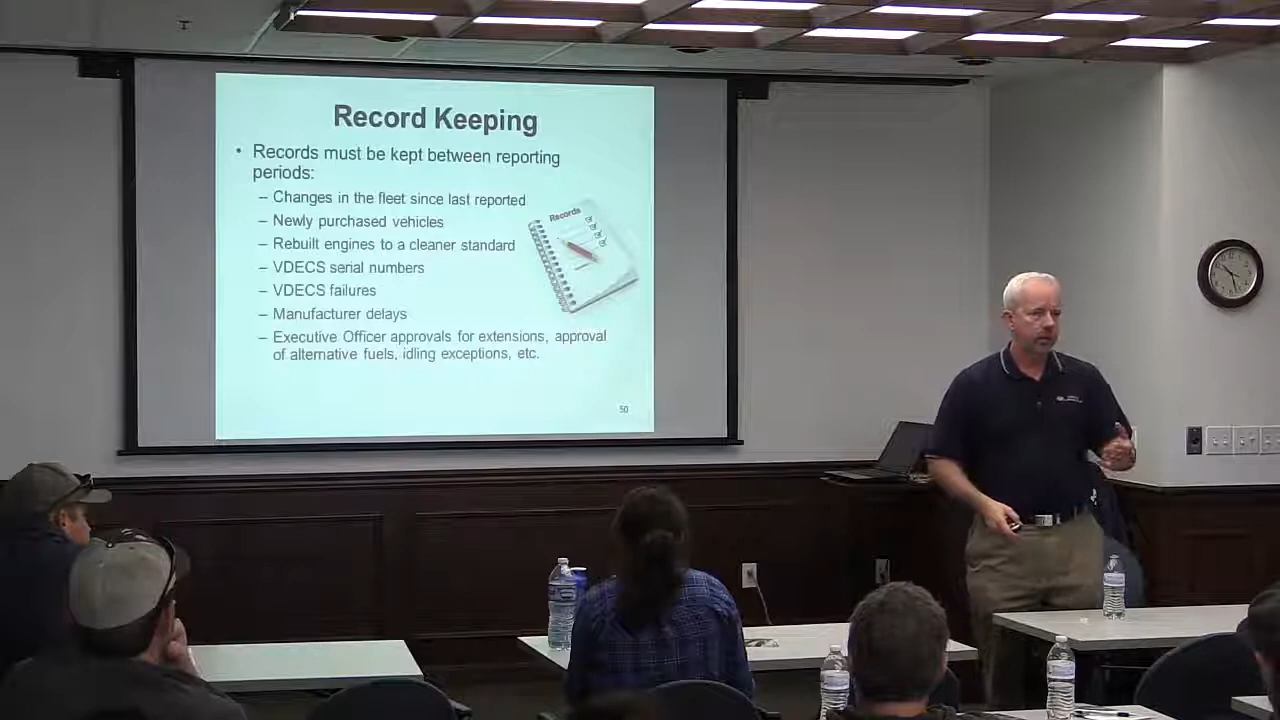 Record Keeping
• Records must be kept between reporting
periods:
– Changes in the fleet since last reported
– Newly purchased vehicles
– Rebuilt engines to a cleaner standard
– VDECS serial numbers
– VDECS failures
– Manufacturer delays
– Executive Officer approvals for extensions, approval
of alternative fuels, idling exceptions, etc.
Records
50